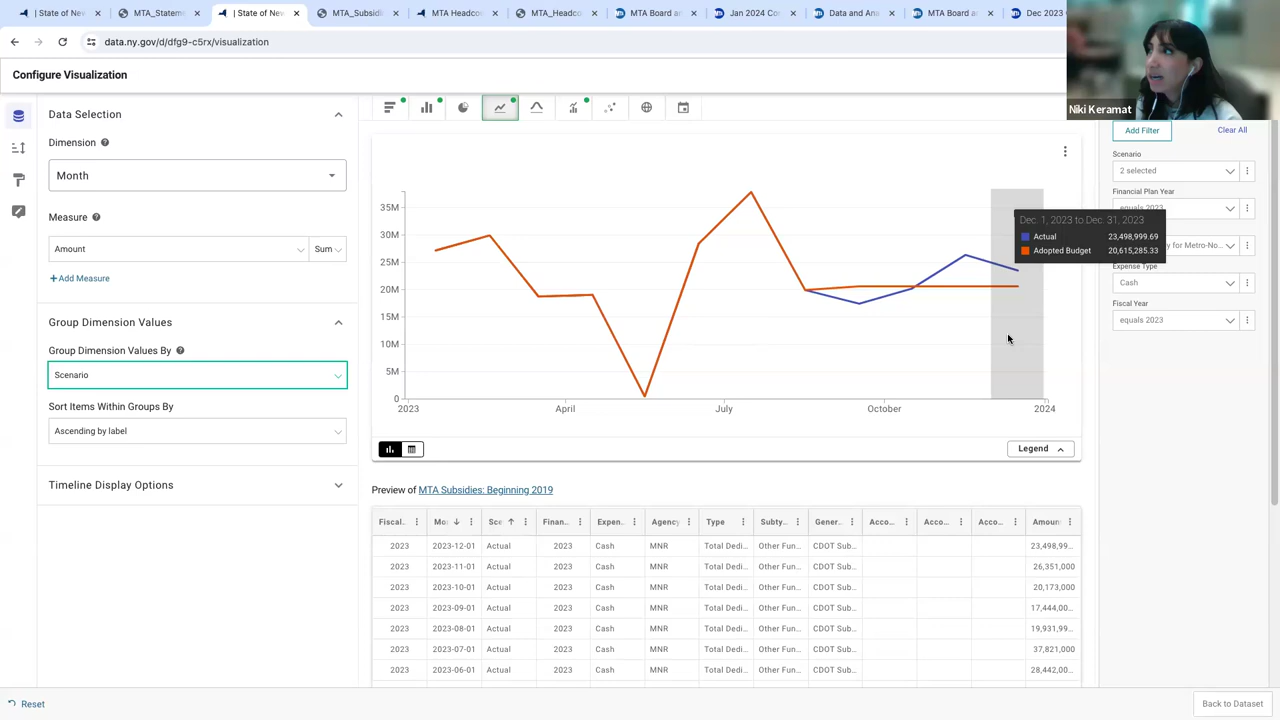 | State of Nev
MTA_Statem
| State of Nev
MTA_Subsidi
MTA Headco
MTA_Headco
MTA Board ar
Jan 2024 Co
Data and Ana
MTA Board ar
Dec 2023
data.ny.gov/d/dfg9-c5rx/visualization
Niki Keramat
Configure Visualization
Data Selection
Dimension
Month
Measure
Amount
Sum
+ Add Measure
Group Dimension Values
Group Dimension Values By
Scenario
Sort Items Within Groups By
Ascending by label
Timeline Display Options
35M
30M
25M
20M
15M
10M
5M
0
2023
April
July
October
2024
Dec. 1, 2023 to Dec. 31, 2023
Actual 23,498,999.69
Adopted Budget 20,615,285.33
Legend
Add Filter
Clear All
Scenario
2 selected
Financial Plan Year
equals 2023
y for Metro-No...
Expense Type
Cash
Fiscal Year
equals 2023
Preview of MTA Subsidies: Beginning 2019
Fiscal.. Mo Sce Finan... Expen... Agency Type Subty... Gener... Acco... Acco... Acco... Amoun
2023 2023-12-01 Actual 2023 Cash MNR Total Dedi... Other Fun... CDOT Sub... 23,498,99...
2023 2023-11-01 Actual 2023 Cash MNR Total Dedi... Other Fun... CDOT Sub... 26,351,000
2023 2023-10-01 Actual 2023 Cash MNR Total Dedi... Other Fun... CDOT Sub... 20,173,000
2023 2023-09-01 Actual 2023 Cash MNR Total Dedi... Other Fun... CDOT Sub... 17,444,00...
2023 2023-08-01 Actual 2023 Cash MNR Total Dedi... Other Fun... CDOT Sub... 19,931,99...
2023 2023-07-01 Actual 2023 Cash MNR Total Dedi... Other Fun... CDOT Sub... 37,821,000
2023 2023-06-01 Actual 2023 Cash MNR Total Dedi... Other Fun... CDOT Sub... 28,442,000
Reset
Back to Dataset